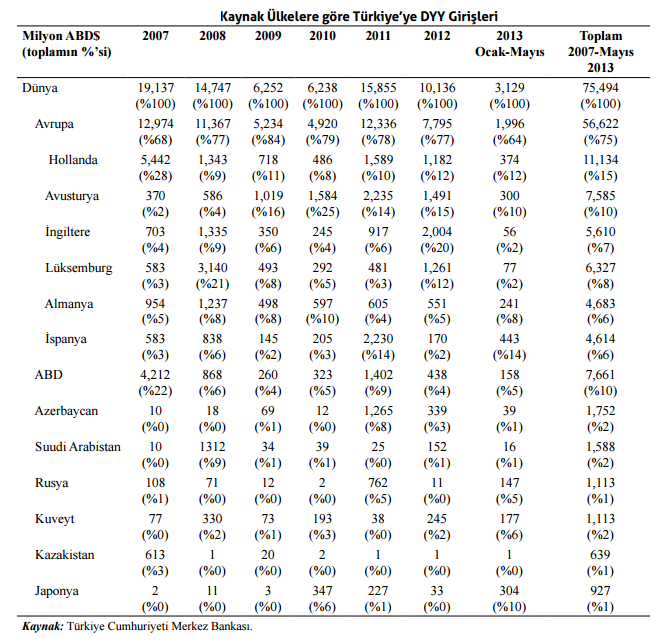 Kaynak Ülkelere göre Türkiye'ye DYY Girişleri
Milyon ABD$ 2007 2008 2009 2010 2011 2012 2013 Toplam
(toplamın %'si) Ocak-Mayıs 2007-Mayıs
2013
Dünya 19,137 14,747 6,252 6,238 15,855 10,136 3,129 75,494
(%100) (%100) (%100) (%100) (%100) (%100) (%100) (%100)
Avrupa 12,974 11,367 5,234 4,920 12,336 7,795 1,996 56,622
(%68) (%77) (%84) (%79) (%78) (%77) (%64) (%75)
Hollanda 5,442 1,343 718 486 1,589 1,182 374 11,134
(%28) (%9) (%11) (%8) (%10) (%12) (%12) (%15)
Avusturya 370 586 1,019 1,584 2,235 1,491 300 7,585
(%2) (%4) (%16) (%25) (%14) (%15) (%10) (%10)
İngiltere 703 1,335 350 245 917 2,004 56 5,610
(%4) (%9) (%6) (%4) (%6) (%20) (%2) (%7)
Lüksemburg 583 3,140 493 292 481 1,261 77 6,327
(%3) (%21) (%8) (%5) (%3) (%12) (%2) (%8)
Almanya 954 1,237 498 597 605 551 241 4,683
(%5) (%8) (%8) (%10) (%4) (%5) (%8) (%6)
İspanya 583 838 145 205 2,230 170 443 4,614
(%3) (%6) (%2) (%3) (%14) (%2) (%14) (%6)
ABD 4,212 868 260 323 1,402 438 158 7,661
(%22) (%6) (%4) (%5) (%9) (%4) (%5) (%10)
Azerbaycan 10 18 69 12 1,265 339 39 1,752
(%0) (%0) (%1) (%0) (%8) (%3) (%1) (%2)
Suudi Arabistan 10 1312 34 39 25 152 16 1,588
(%0) (%9) (%1) (%1) (%0) (%1) (%1) (%2)
Rusya 108 71 12 2 762 11 147 1,113
(%1) (%0) (%0) (%0) (%5) (%0) (%5) (%1)
Kuveyt 77 330 73 193 38 245 177 1,113
(%0) (%2) (%1) (%3) (%0) (%2) (%6) (%2)
Kazakistan 613 1 20 2 1 1 1 639
(%3) (%0) (%0) (%0) (%0) (%0) (%0) (%1)
Japonya 2 11 3 347 227 33 304 927
(%0) (%0) (%0) (%6) (%1) (%0) (%10) (%1)
Kaynak: Türkiye Cumhuriyeti Merkez Bankası.